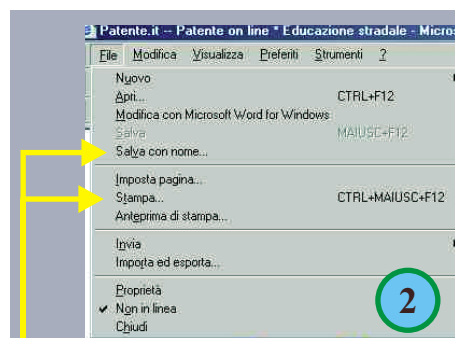 Patente.it -- Patente on line * Educazione stradale - Micros
File Modifica Visualizza Preferiti Strumenti ?
Nuovo
Apri... CTRL+F12
Modifica con Microsoft Word for Windows
Salva MAIUSC+F12
Salva con nome...
Imposta pagina...
Stampa... CTRL+MAIUSC+F12
Anteprima di stampa...
Invia
Importa ed esporta...
Proprietà
Non in linea
Chiudi
2